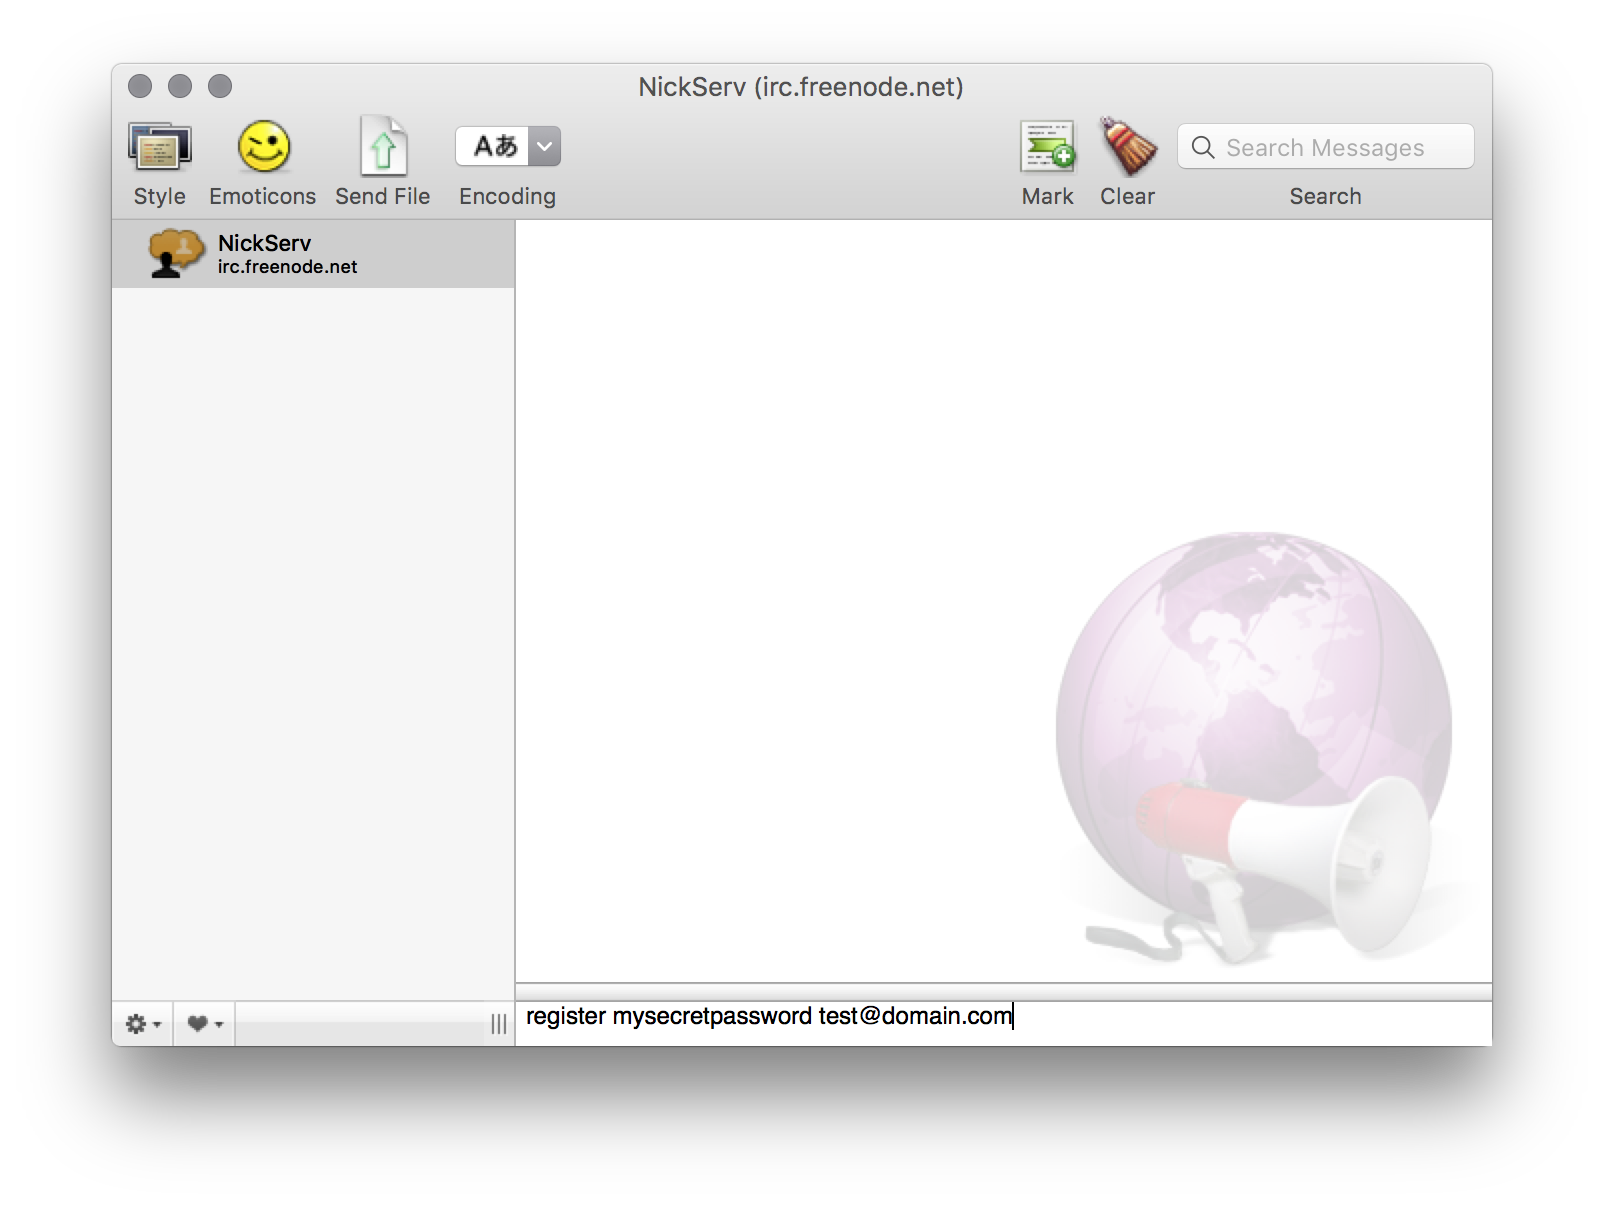 NickServ (irc.freenode.net)
Aあ
Search Messages
Style
Emoticons
Send File
Encoding
Mark
Clear
Search
NickServ
irc.freenode.net
register mysecretpassword test@domain.com